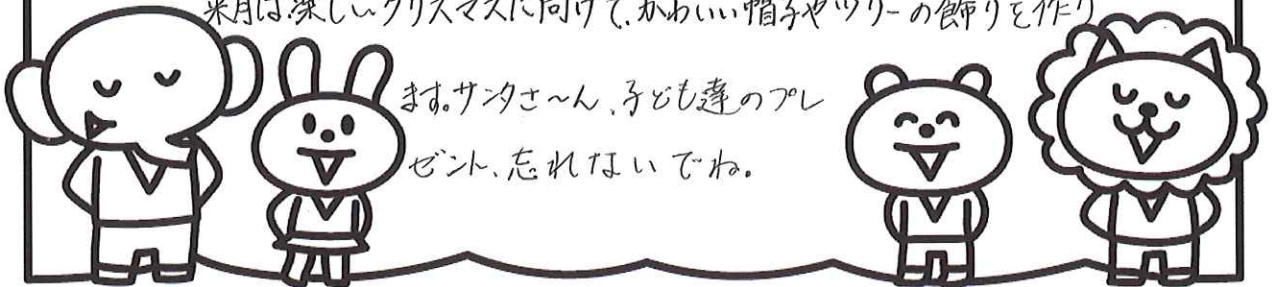 来月は、楽しいクリスマスに向けて、かわいい帽子やツリーの飾りを作り
ます。サンタさ～ん、子ども達のプレ
ゼント、忘れないでね。